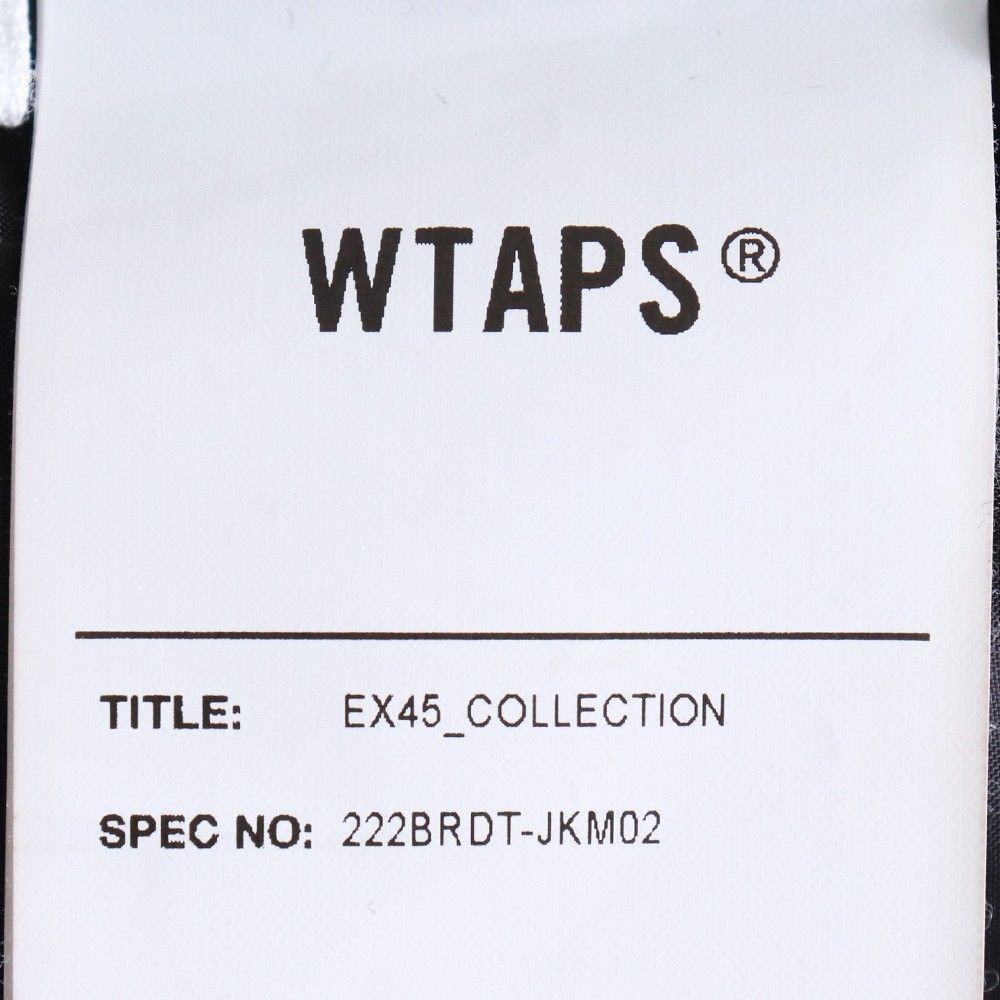 WTAPS®
TITLE: EX45_COLLECTION
SPEC NO: 222BRDT-JKM02